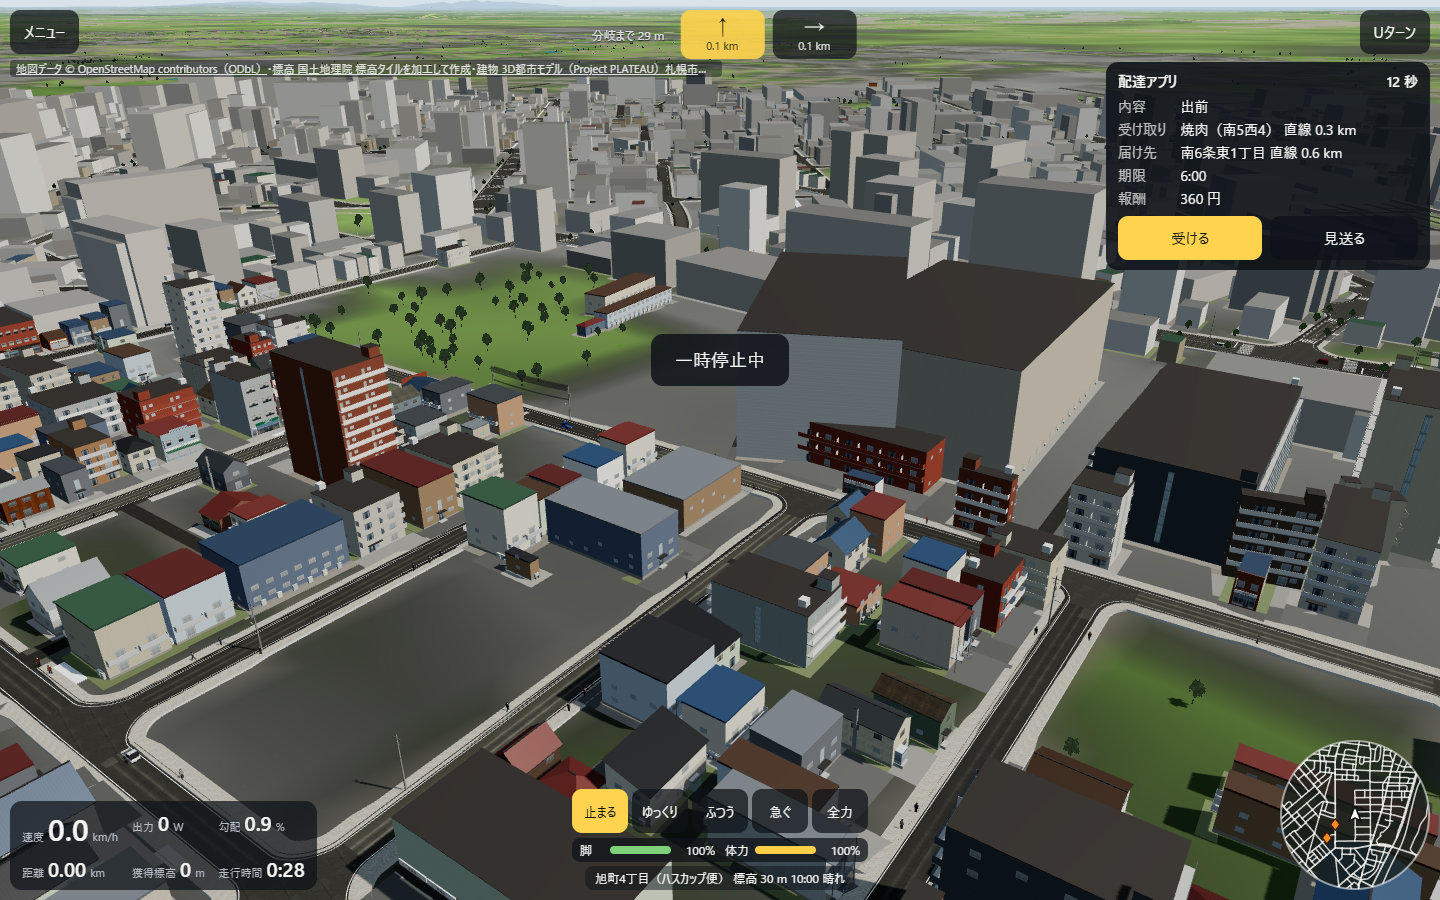 メニュー
分岐まで 29 m
↑
0.1 km
→
0.1 km
Uターン
地図データ © OpenStreetMap contributors（ODbL）・標高 国土地理院 標高タイルを加工して作成・建物 3D都市モデル（Project PLATEAU）札幌市...
配達アプリ 12 秒
内容 出前
受け取り 焼肉（南5西4） 直線 0.3 km
届け先 南6条東1丁目 直線 0.6 km
期限 6:00
報酬 360 円
受ける 見送る
一時停止中
速度 0.0 km/h 出力 0 W 勾配 0.9 %
距離 0.00 km 獲得標高 0 m 走行時間 0:28
止まる ゆっくり ふつう 急ぐ 全力
脚 100% 体力 100%
旭町4丁目（ハスカップ便） 標高 30 m 10:00 晴れ